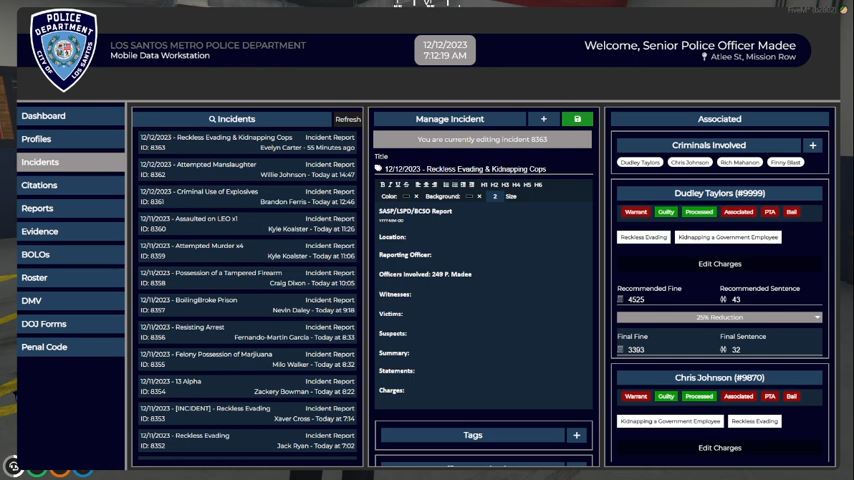 FiveM® (b2802)
POLICE
DEPARTMENT
CITY OF
LOS SANTOS
LOS SANTOS METRO POLICE DEPARTMENT
Mobile Data Workstation
12/12/2023
7:12:19 AM
Welcome, Senior Police Officer Madee
Atlee St, Mission Row
Dashboard
Profiles
Incidents
Citations
Reports
Evidence
BOLOs
Roster
DMV
DOJ Forms
Penal Code
Incidents
Refresh
12/12/2023 - Reckless Evading & Kidnapping Cops Incident Report
ID: 8363 Evelyn Carter - 55 Minutes ago
12/12/2023 - Attempted Manslaughter Incident Report
ID: 8362 Willie Johnson - Today at 14:47
12/12/2023 - Criminal Use of Explosives Incident Report
ID: 8361 Brandon Ferris - Today at 12:46
12/12/2023 - Assaulted on LEO x1 Incident Report
ID: 8360 Kyle Koalster - Today at 11:26
12/12/2023 - Attempted Murder x4 Incident Report
ID: 8359 Kyle Koalster - Today at 11:06
12/12/2023 - Possession of a Tampered Firearm Incident Report
ID: 8358 Craig Dixon - Today at 10:05
12/11/2023 - BoilingBroke Prison Incident Report
ID: 8357 Nevin Daley - Today at 9:18
12/11/2023 - Resisting Arrest Incident Report
ID: 8356 Fernando-Martin Garcia - Today at 8:33
12/11/2023 - Felony Possession of Marijuana Incident Report
ID: 8355 Milo Walker - Today at 8:32
12/11/2023 - 13 Alpha Incident Report
ID: 8354 Zackery Bowman - Today at 8:22
12/11/2023 - [INCIDENT] - Reckless Evading Incident Report
ID: 8353 Xaver Cross - Today at 7:14
12/11/2023 - Reckless Evading Incident Report
ID: 8352 Jack Ryan - Today at 7:02
Manage Incident
+
You are currently editing incident 8363
Title
12/12/2023 - Reckless Evading & Kidnapping Cops
B I U S H1 H2 H3 H4 H5 H6
Color: × Background: × 2 Size
SASP/LSPD/BCSO Report
YYYY-MM-DD
Location:
Reporting Officer:
Officers Involved: 249 P. Madee
Witnesses:
Victims:
Suspects:
Summary:
Statements:
Charges:
Tags
+
Associated
Criminals Involved
+
Dudley Taylors Chris Johnson Rich Mahanon Finny Blast
Dudley Taylors (#9999)
Warrant Guilty Processed Associated PTA Bail
Reckless Evading Kidnapping a Government Employee
Edit Charges
Recommended Fine Recommended Sentence
4525 43
25% Reduction
Final Fine Final Sentence
3393 32
Chris Johnson (#9870)
Warrant Guilty Processed Associated PTA Bail
Kidnapping a Government Employee Reckless Evading
Edit Charges